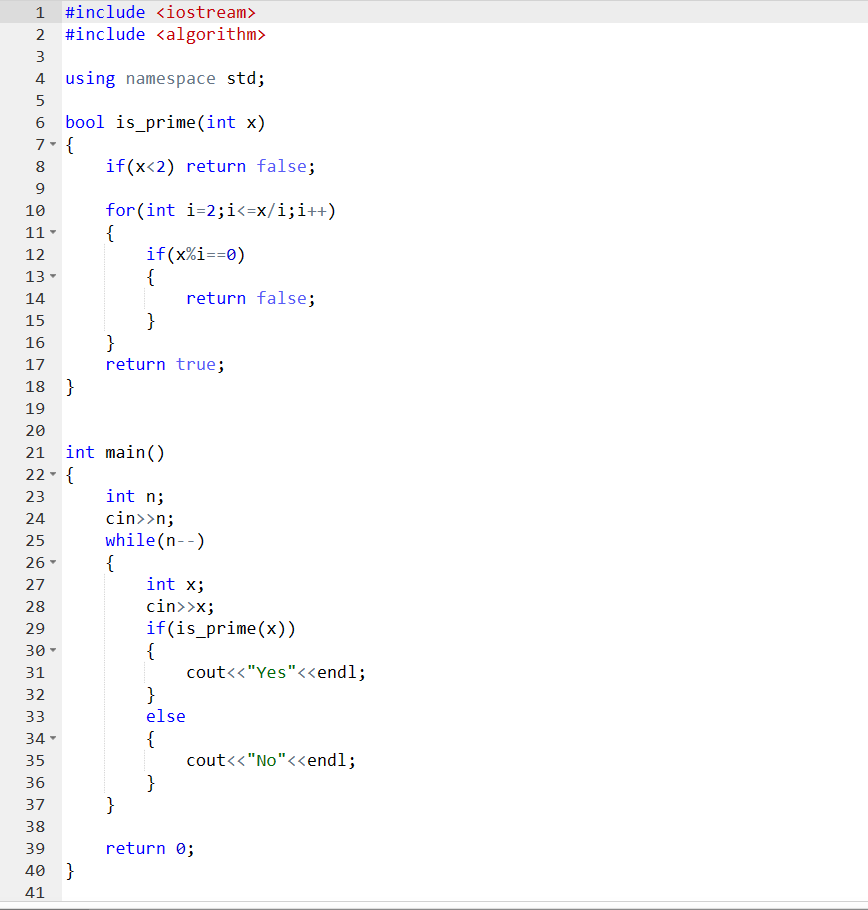 1 #include <iostream>
2 #include <algorithm>
3
4 using namespace std;
5
6 bool is_prime(int x)
7 {
8     if(x<2) return false;
9
10     for(int i=2;i<=x/i;i++)
11     {
12         if(x%i==0)
13         {
14             return false;
15         }
16     }
17     return true;
18 }
19
20
21 int main()
22 {
23     int n;
24     cin>>n;
25     while(n--)
26     {
27         int x;
28         cin>>x;
29         if(is_prime(x))
30         {
31             cout<<"Yes"<<endl;
32         }
33         else
34         {
35             cout<<"No"<<endl;
36         }
37     }
38
39     return 0;
40 }
41